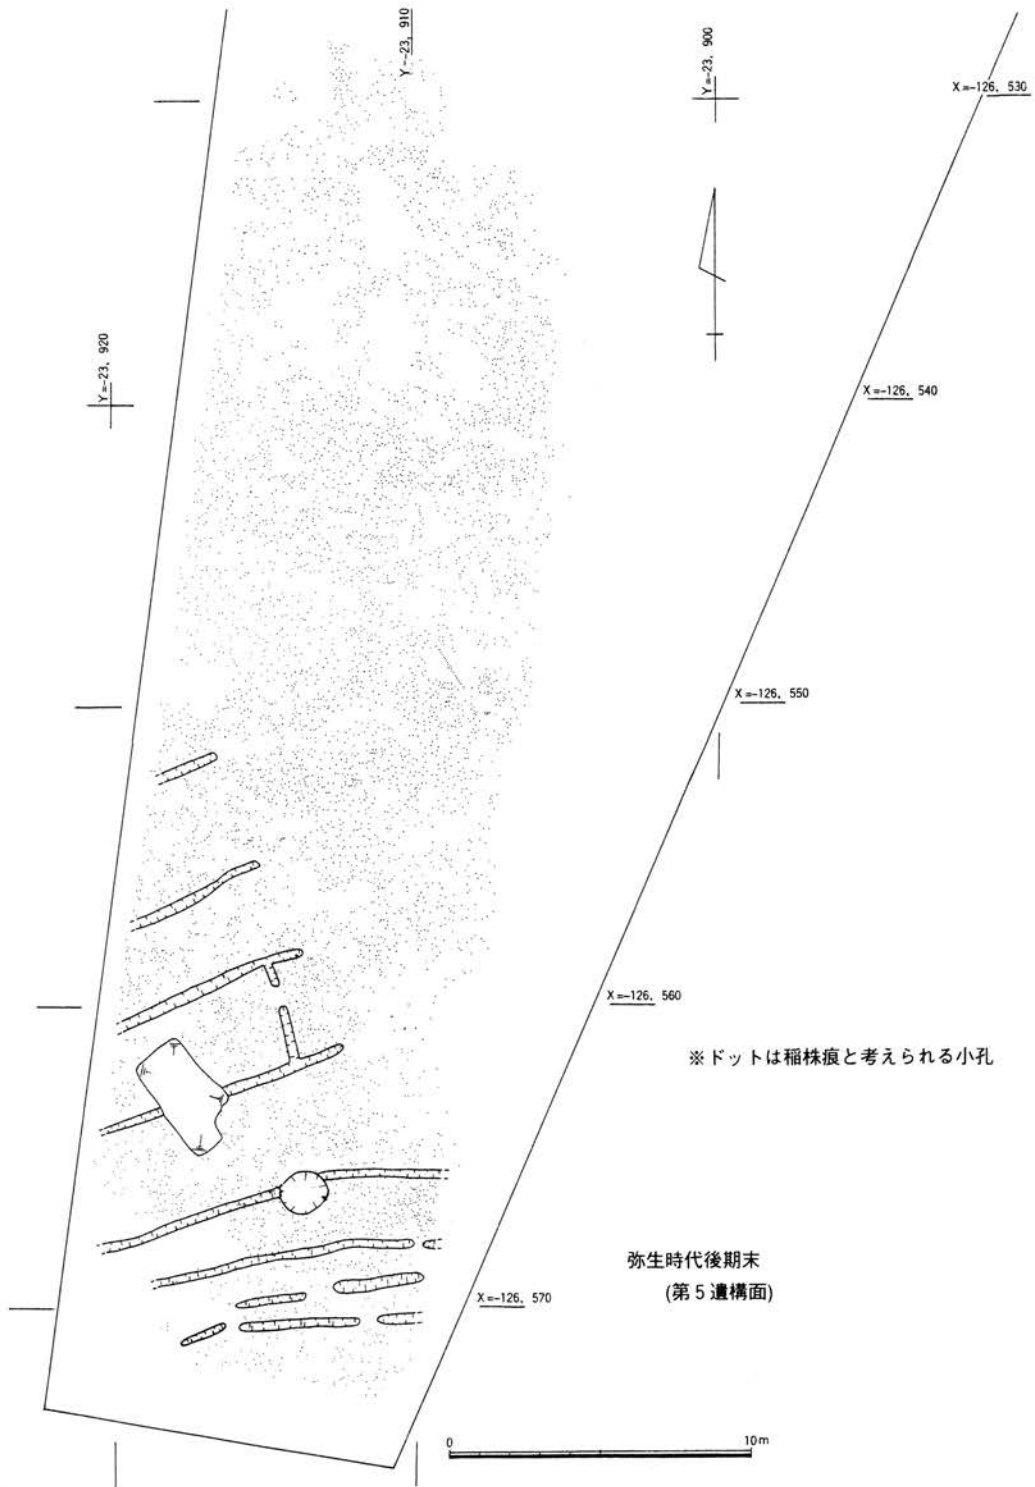 Y=-23, 910
Y=-23, 900
X=-126, 530
Y=-23, 920
X=-126, 540
X=-126, 550
X=-126, 560
※ドットは稲株痕と考えられる小孔
弥生時代後期末
(第5遺構面)
X=-126, 570
0
10m